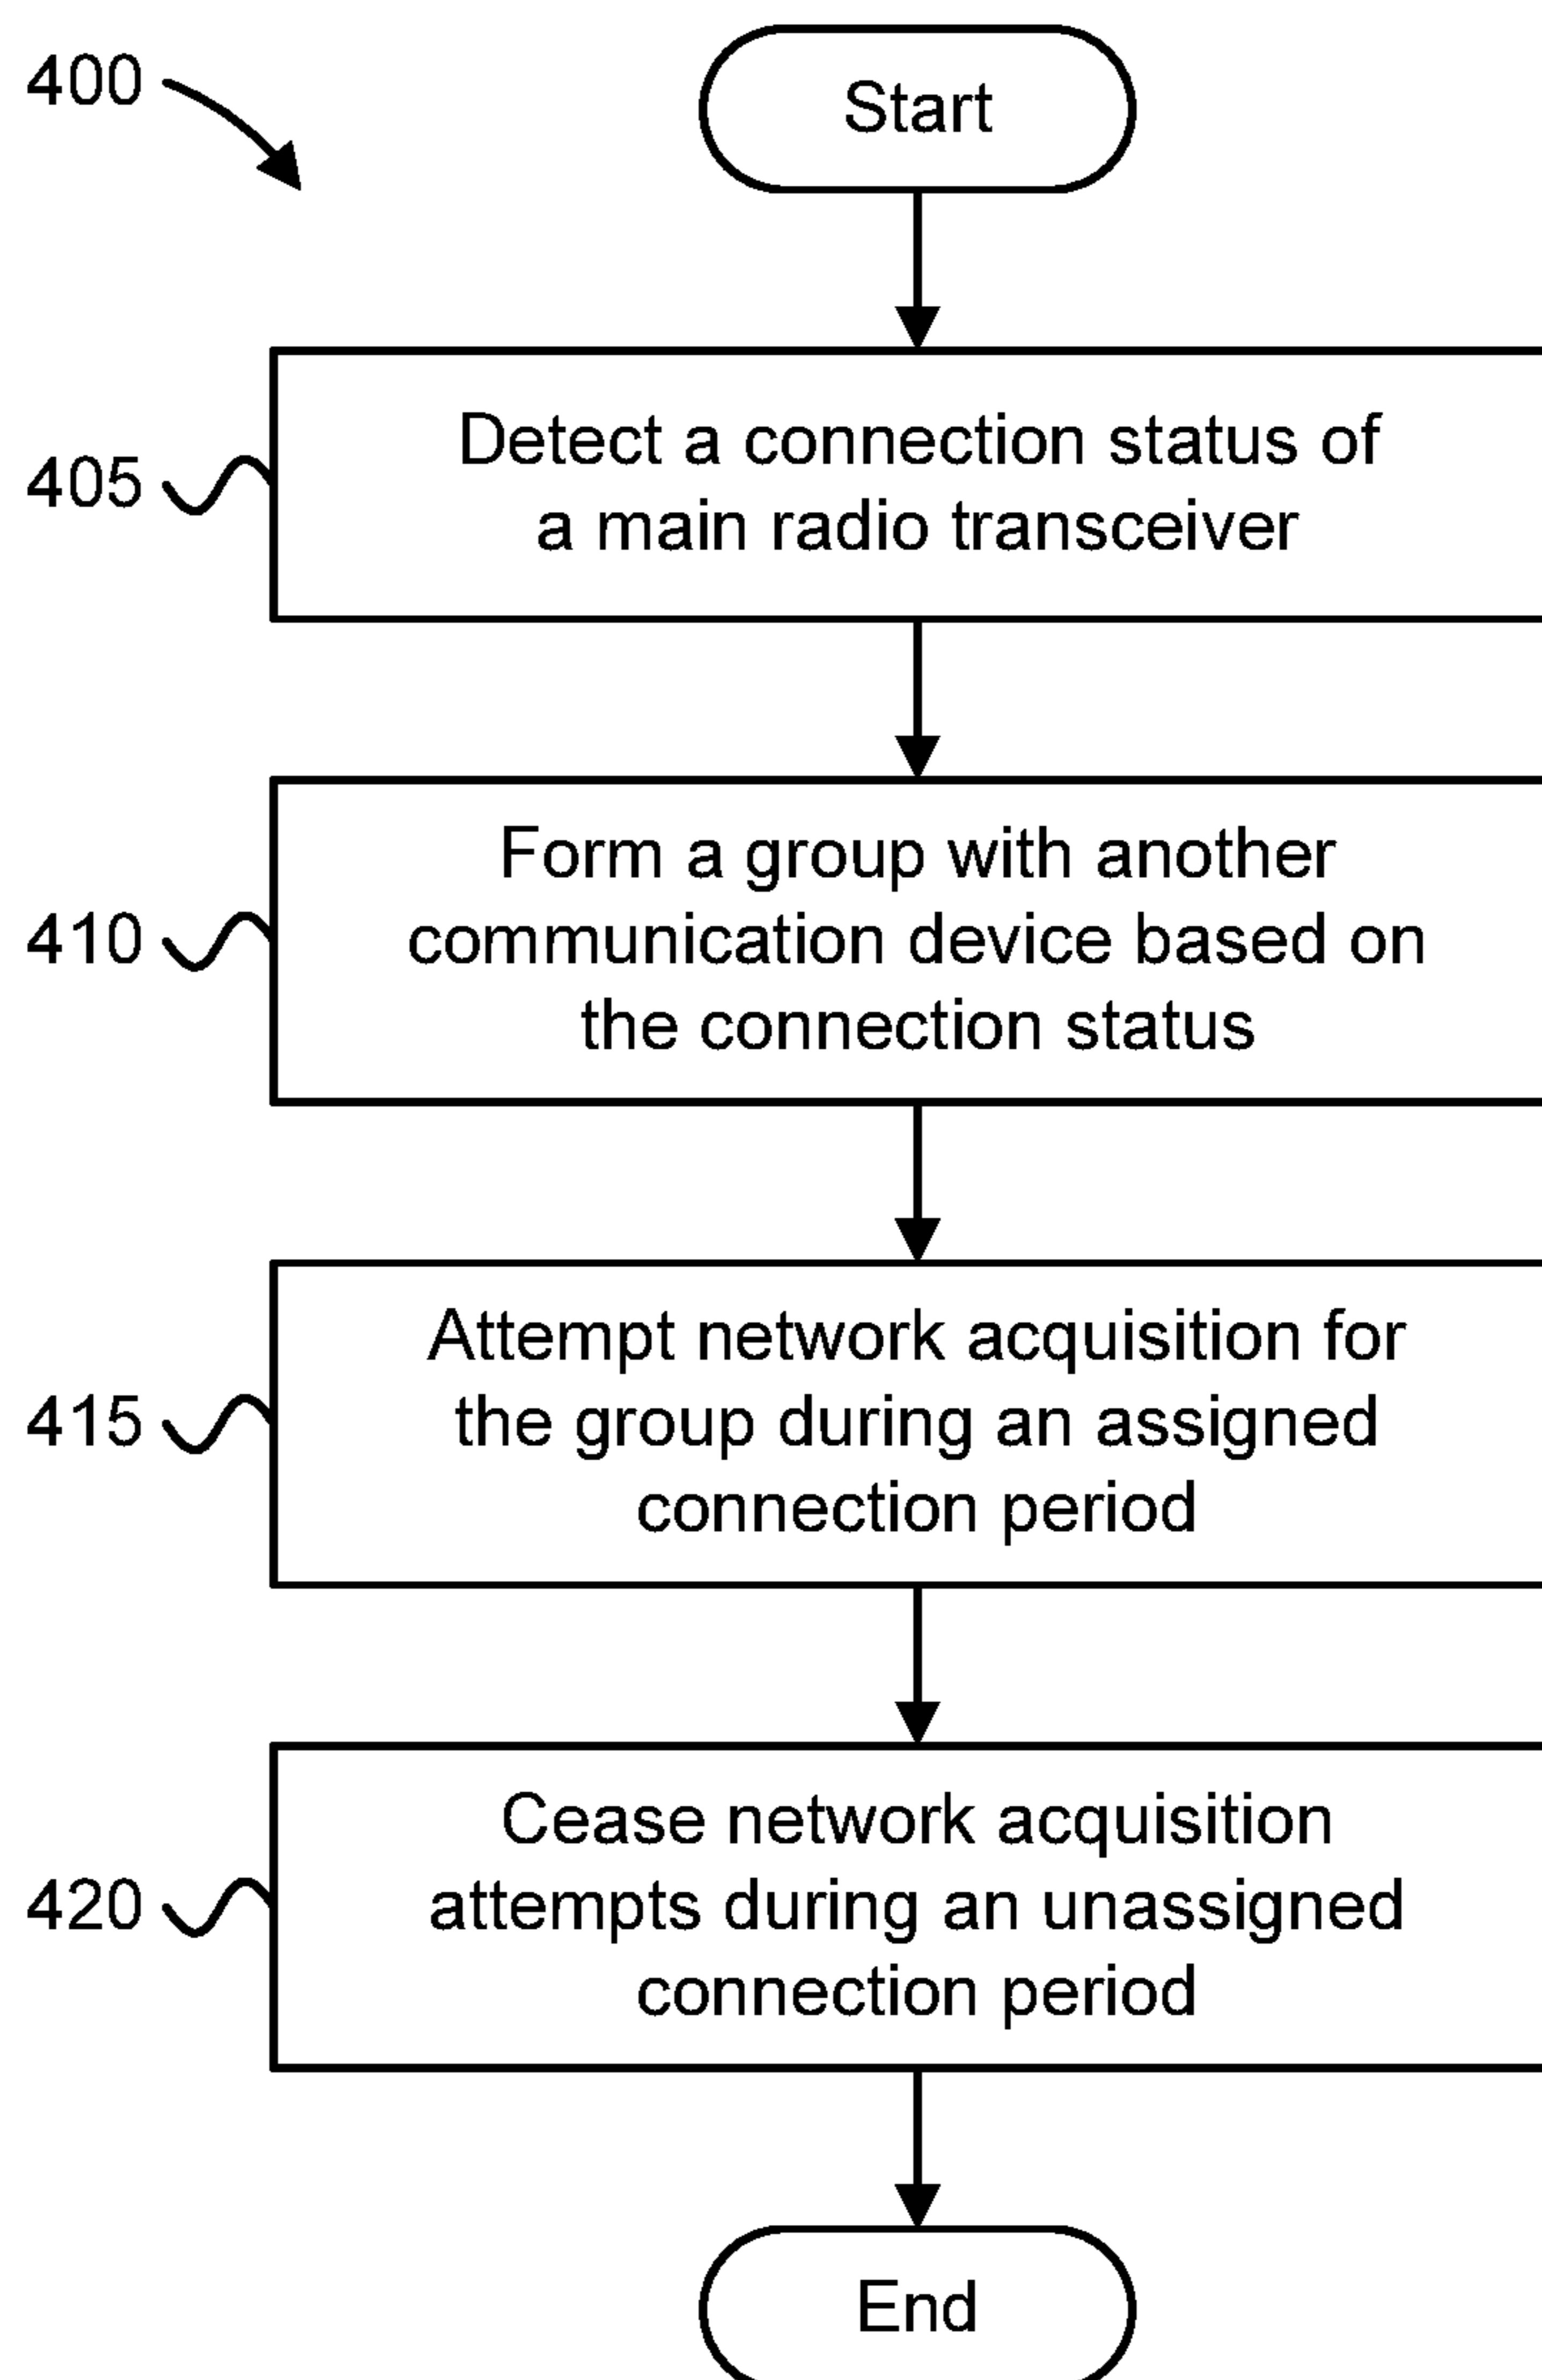 400
Start
405
Detect a connection status of
a main radio transceiver
410
Form a group with another
communication device based on
the connection status
415
Attempt network acquisition for
the group during an assigned
connection period
420
Cease network acquisition
attempts during an unassigned
connection period
End